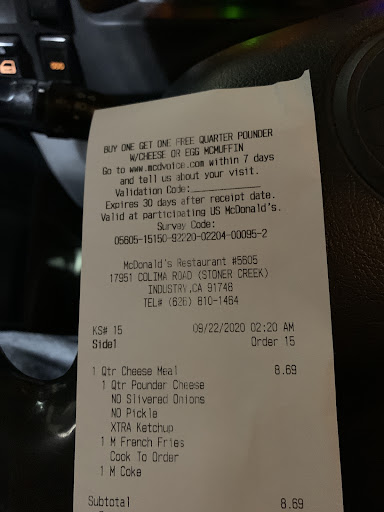 BUY ONE GET ONE FREE QUARTER POUNDER
W/CHEESE OR EGG MCMUFFIN
Go to www.mcdvoice.com within 7 days
and tell us about your visit.
Validation Code:____________
Expires 30 days after receipt date.
Valid at participating US McDonald's.
Survey Code:
05605-15150-92220-02204-00095-2
McDonald's Restaurant #5605
17951 COLIMA ROAD (STONER CREEK)
INDUSTRY,CA 91748
TEL# (626) 810-1464
KS# 15 09/22/2020 02:20 AM
Side1 Order 15
1 Qtr Cheese Meal 8.69
1 Qtr Pounder Cheese
NO Slivered Onions
NO Pickle
XTRA Ketchup
1 M French Fries
Cook To Order
1 M Coke
Subtotal 8.69